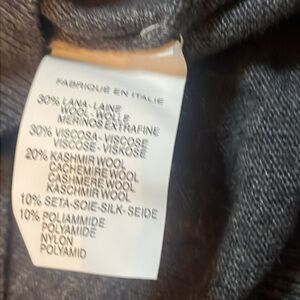 FABRIQUÉ EN ITALIE
30% LANA-LAINE
WOOL-WOLLE
MERINOS EXTRAFINE
30% VISCOSA-VISCOSE
VISCOSE-VISKOSE
20% KASHMIR WOOL
CACHEMIRE WOOL
CASHMERE WOOL
KASCHMIR WOOL
10% SETA-SOIE-SILK-SEIDE
10% POLIAMMIDE
POLYAMIDE
NYLON
POLYAMID